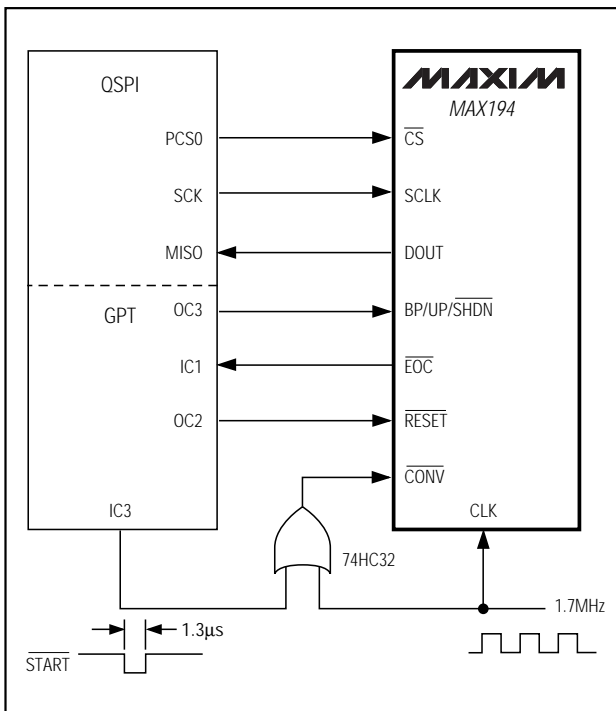 QSPI
MAXIM
MAX194
PCS0
CS
SCK
SCLK
MISO
DOUT
OC3
BP/UP/SHDN
GPT
IC1
EOC
OC2
RESET
CONV
IC3
CLK
74HC32
1.3µs
1.7MHz
START